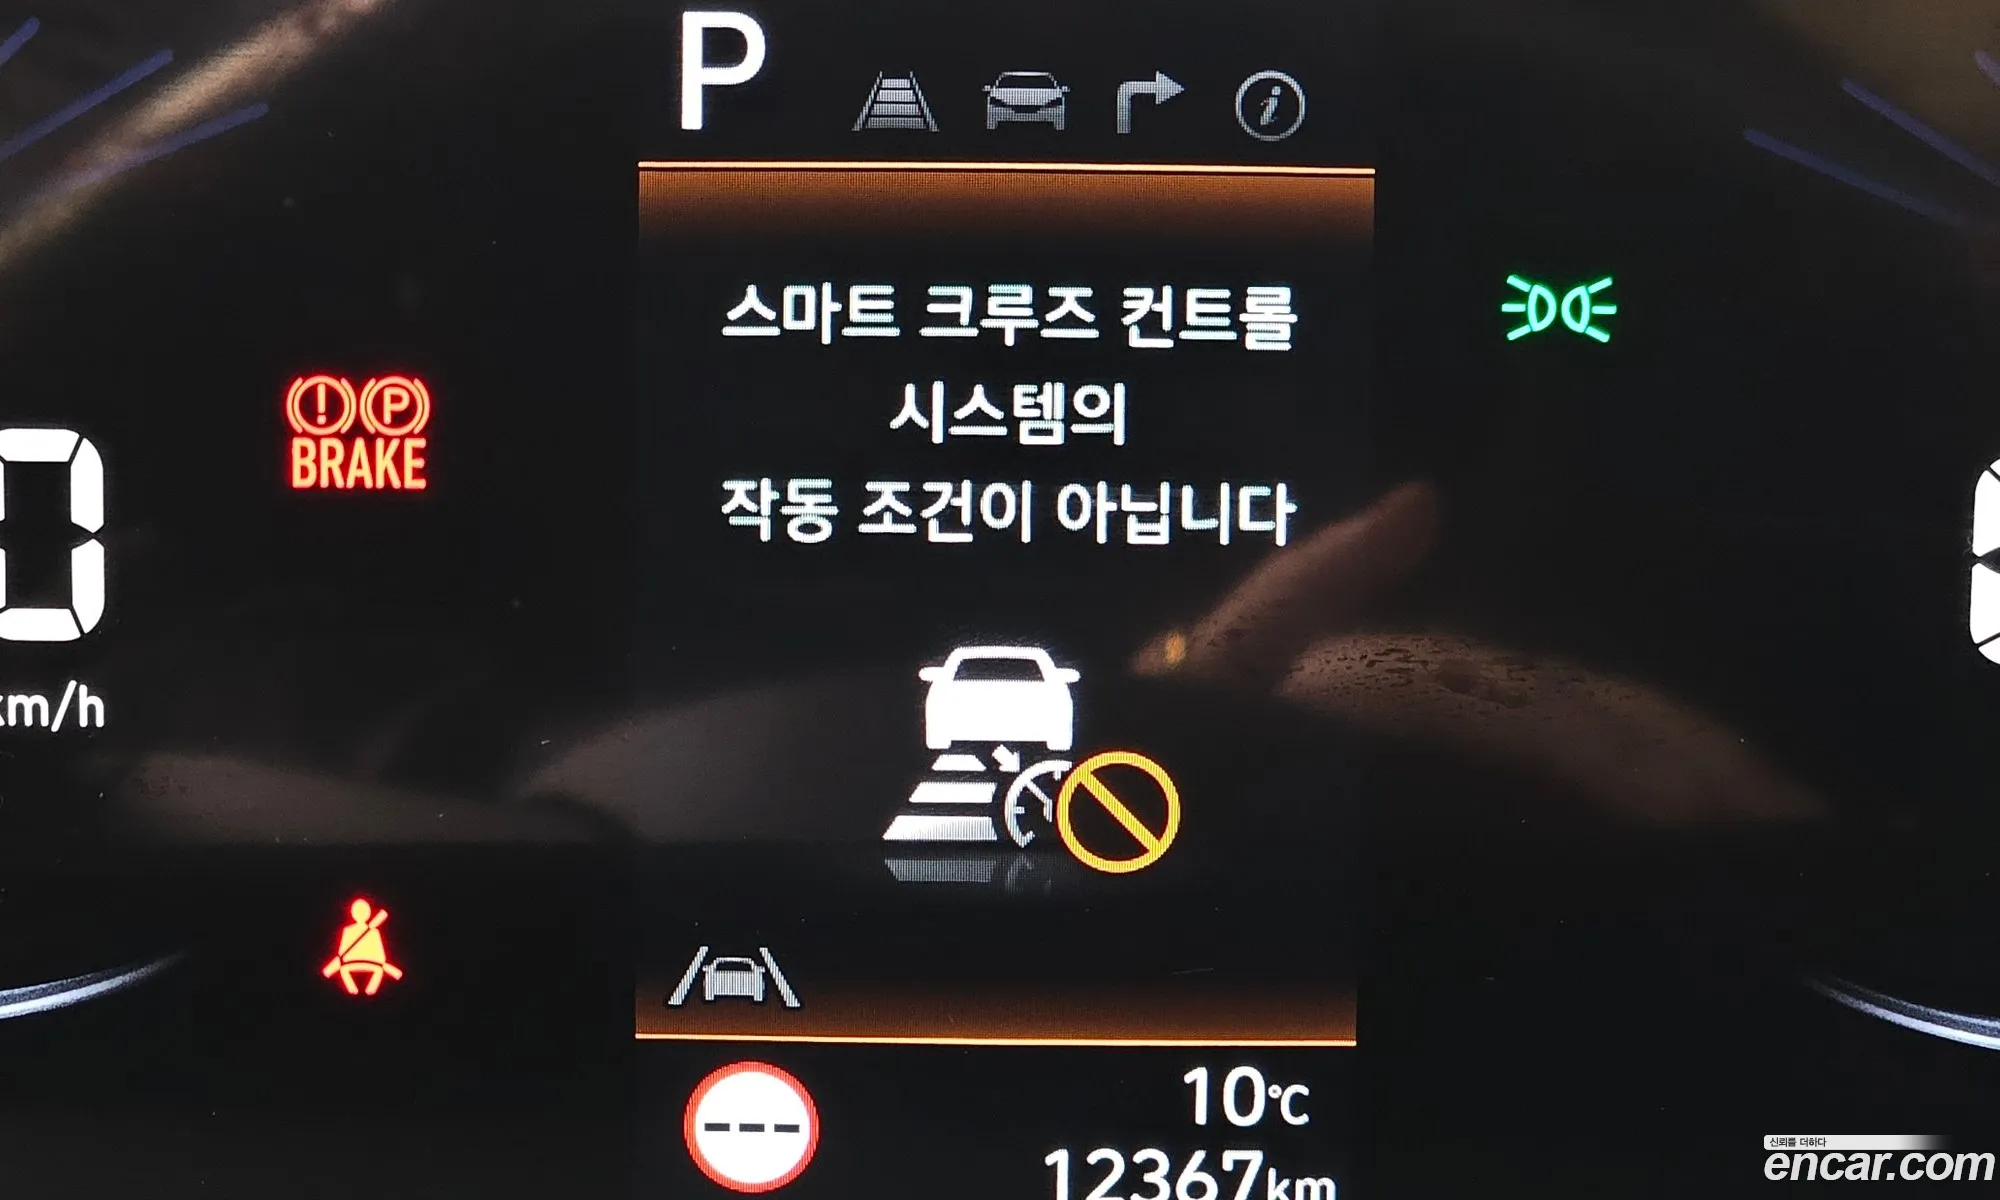 P
스마트 크루즈 컨트롤
시스템의
작동 조건이 아닙니다
P
BRAKE
0
km/h
10℃
12367km
신뢰를 더하다
encar.com